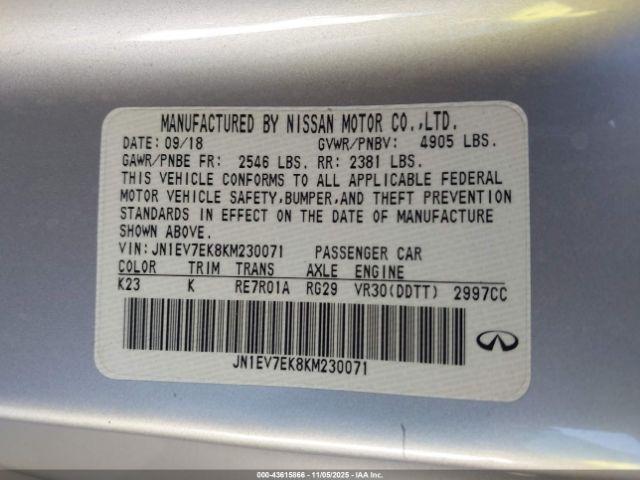 MANUFACTURED BY NISSAN MOTOR CO.,LTD.
DATE: 09/18 GVWR/PNBV: 4905 LBS.
GAWR/PNBE FR: 2546 LBS. RR: 2381 LBS.
THIS VEHICLE CONFORMS TO ALL APPLICABLE FEDERAL
MOTOR VEHICLE SAFETY,BUMPER,AND THEFT PREVENTION
STANDARDS IN EFFECT ON THE DATE OF MANUFACTURE
SHOWN ABOVE.
VIN: JN1EV7EK8KM230071 PASSENGER CAR
COLOR TRIM TRANS AXLE ENGINE
K23 K RE7R01A RG29 VR30(DDTT) 2997CC
JN1EV7EK8KM230071
000-43615866 - 11/05/2025 - IAA Inc.